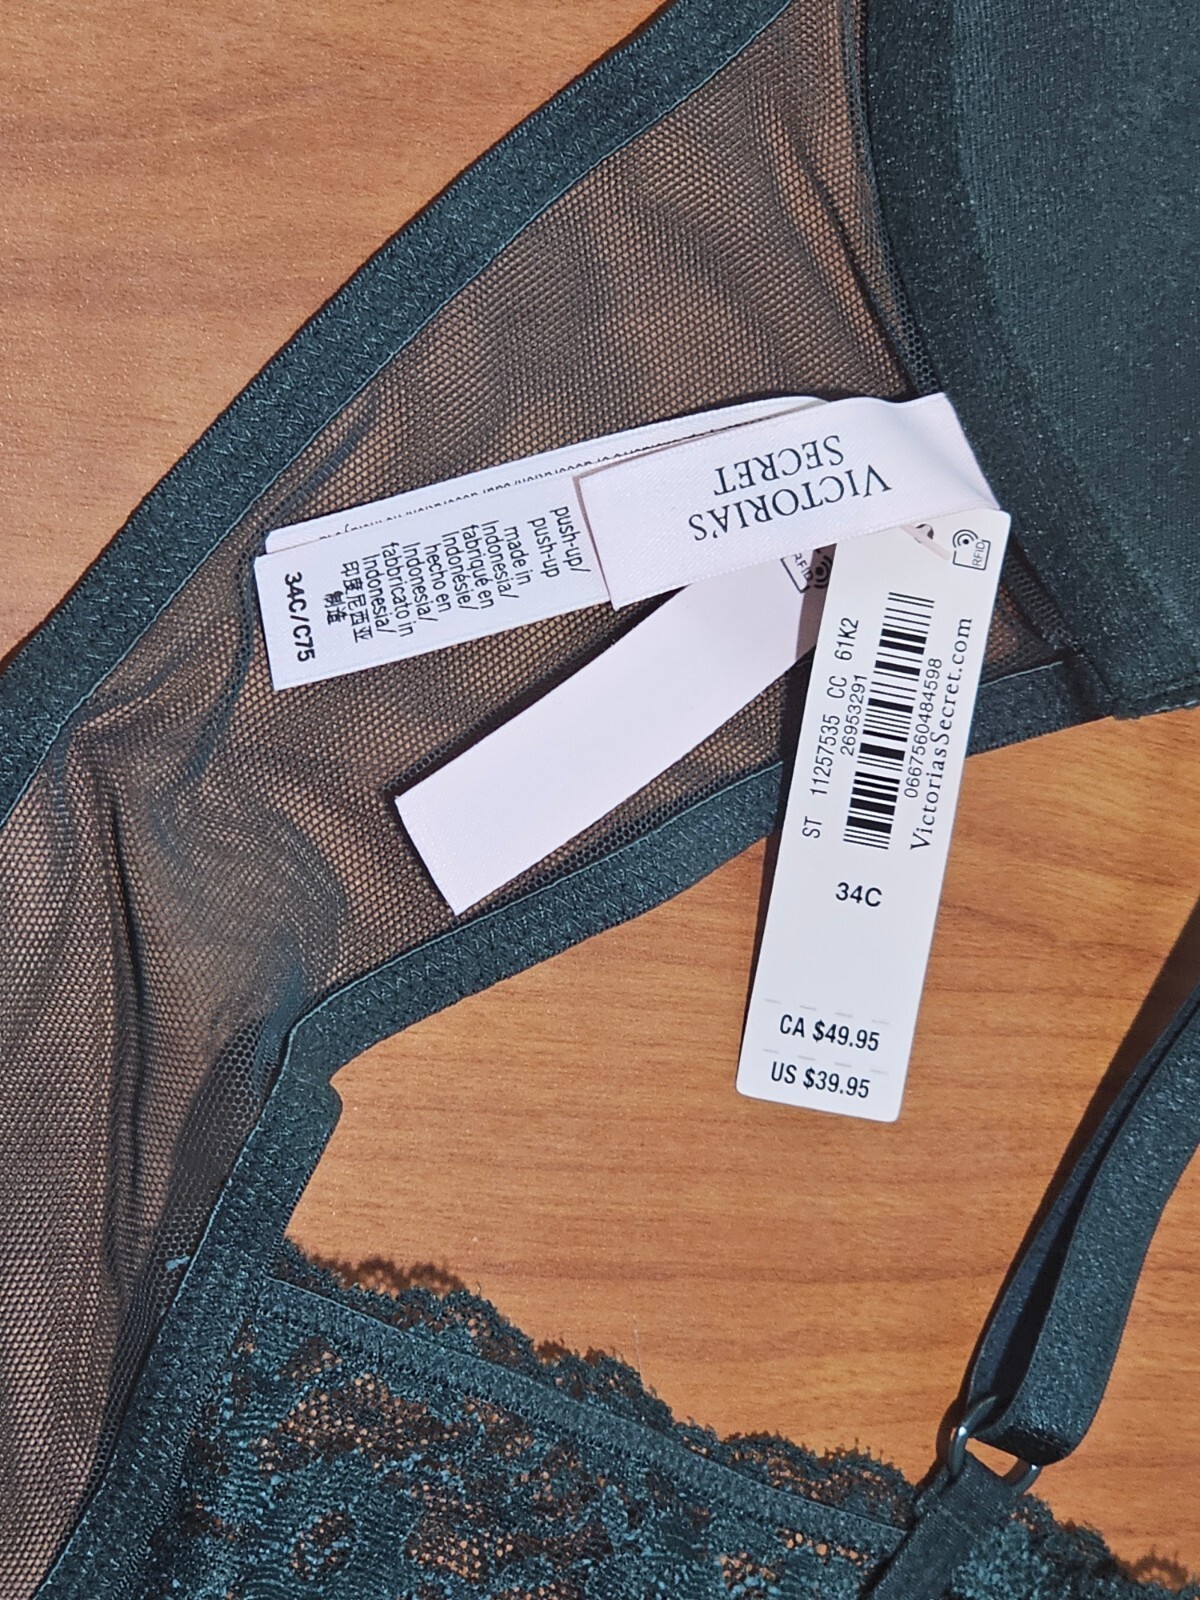 VICTORIA'S
SECRET
push-up/
push-up
made in
Indonesia/
fabriqué en
Indonésie/
hecho en
Indonesia/
fabbricato in
Indonesia/
印度尼西亚
制造
34C/C75
RFID
RFID
ST 11257535 CC 61K2
26953291
0667560484598
VictoriasSecret.com
34C
CA $49.95
US $39.95